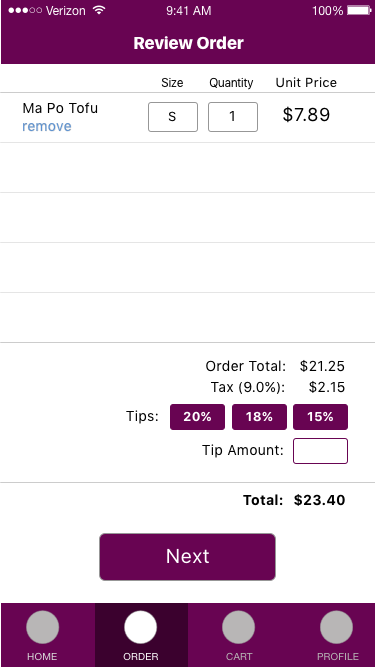 Verizon 9:41 AM 100%
Review Order
Size Quantity Unit Price
Ma Po Tofu S 1 $7.89
remove
Order Total: $21.25
Tax (9.0%): $2.15
Tips: 20% 18% 15%
Tip Amount:
Total: $23.40
Next
HOME ORDER CART PROFILE